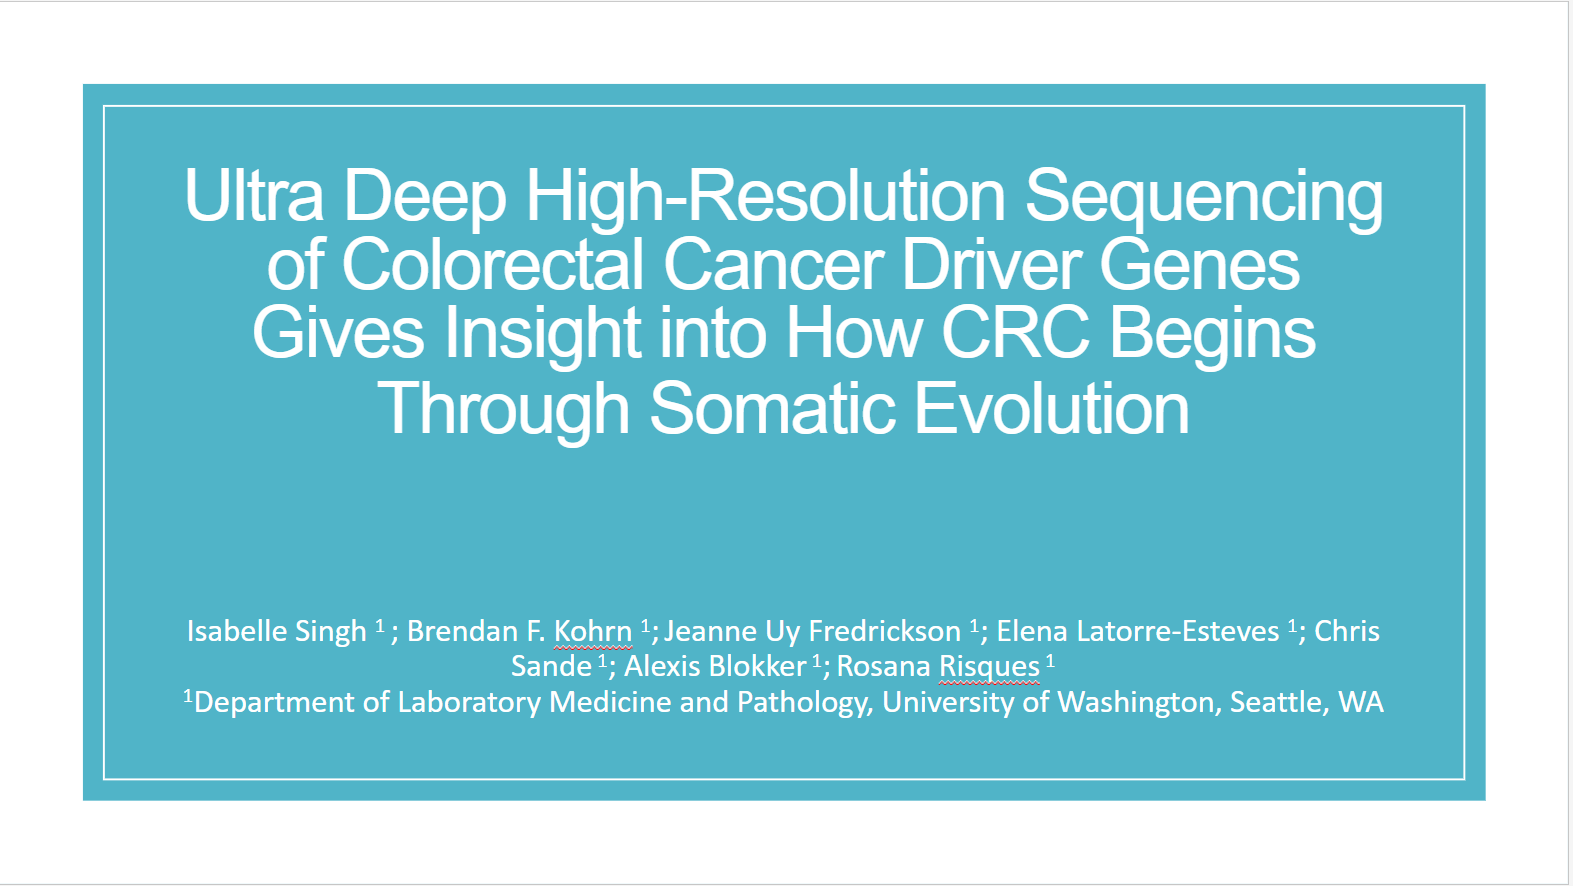 Ultra Deep High-Resolution Sequencing
of Colorectal Cancer Driver Genes
Gives Insight into How CRC Begins
Through Somatic Evolution
Isabelle Singh ¹ ; Brendan F. Kohrn ¹; Jeanne Uy Fredrickson ¹; Elena Latorre-Esteves ¹; Chris
Sande ¹; Alexis Blokker ¹; Rosana Risques ¹
¹Department of Laboratory Medicine and Pathology, University of Washington, Seattle, WA